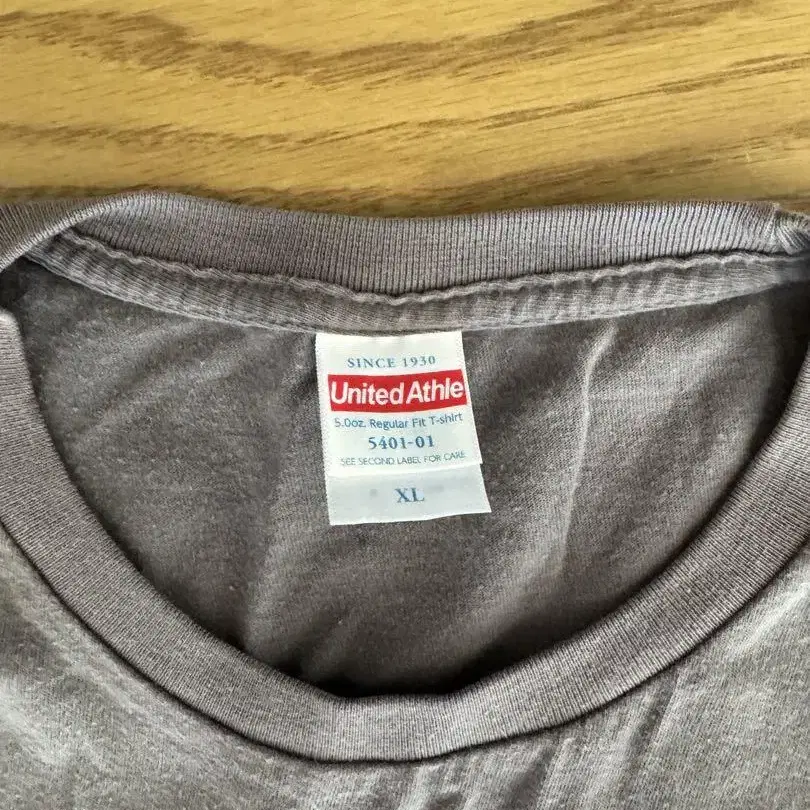 SINCE 1930
United Athle
5.0oz. Regular Fit T-shirt
5401-01
SEE SECOND LABEL FOR CARE
XL